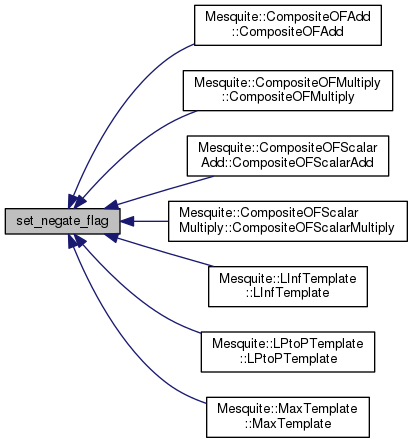 Mesquite::CompositeOFAdd
::CompositeOFAdd
Mesquite::CompositeOFMultiply
::CompositeOFMultiply
Mesquite::CompositeOFScalar
Add::CompositeOFScalarAdd
set_negate_flag
Mesquite::CompositeOFScalar
Multiply::CompositeOFScalarMultiply
Mesquite::LInfTemplate
::LInfTemplate
Mesquite::LPtoPTemplate
::LPtoPTemplate
Mesquite::MaxTemplate
::MaxTemplate